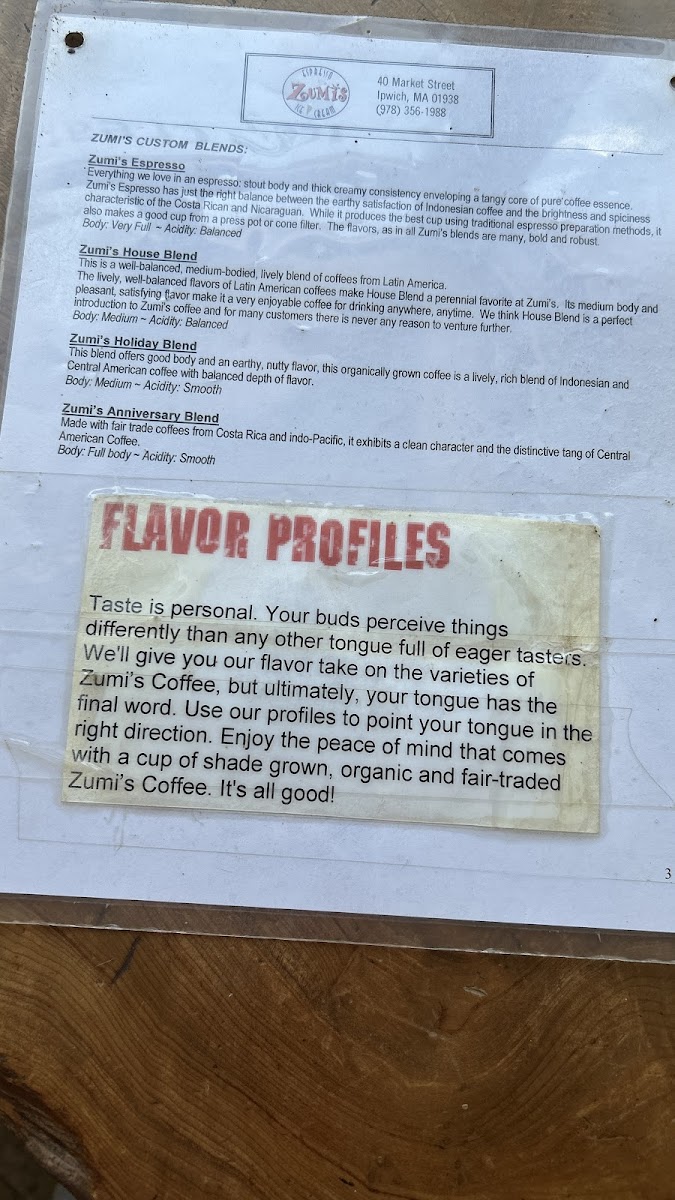 ESPRESSO
ZUMI'S
ICE CREAM
40 Market Street
Ipwich, MA 01938
(978) 356-1988
ZUMI'S CUSTOM BLENDS:
Zumi's Espresso
Everything we love in an espresso; stout body and thick creamy consistency enveloping a tangy core of pure coffee essence.
Zumi's Espresso has just the right balance between the earthy satisfaction of Indonesian coffee and the brightness and spiciness
characteristic of the Costa Rican and Nicaraguan. While it produces the best cup using traditional espresso preparation methods, it
also makes a good cup from a press pot or cone filter. The flavors, as in all Zumi's blends are many, bold and robust.
Body: Very Full ~ Acidity: Balanced
Zumi's House Blend
This is a well-balanced, medium-bodied, lively blend of coffees from Latin America.
The lively, well-balanced flavors of Latin American coffees make House Blend a perennial favorite at Zumi's. Its medium body and
pleasant, satisfying flavor make it a very enjoyable coffee for drinking anywhere, anytime. We think House Blend is a perfect
introduction to Zumi's coffee and for many customers there is never any reason to venture further.
Body: Medium ~ Acidity: Balanced
Zumi's Holiday Blend
This blend offers good body and an earthy, nutty flavor, this organically grown coffee is a lively, rich blend of Indonesian and
Central American coffee with balanced depth of flavor.
Body: Medium ~ Acidity: Smooth
Zumi's Anniversary Blend
Made with fair trade coffees from Costa Rica and indo-Pacific, it exhibits a clean character and the distinctive tang of Central
American Coffee.
Body: Full body ~ Acidity: Smooth
FLAVOR PROFILES
Taste is personal. Your buds perceive things
differently than any other tongue full of eager tasters.
We'll give you our flavor take on the varieties of
Zumi's Coffee, but ultimately, your tongue has the
final word. Use our profiles to point your tongue in the
right direction. Enjoy the peace of mind that comes
with a cup of shade grown, organic and fair-traded
Zumi's Coffee. It's all good!
3